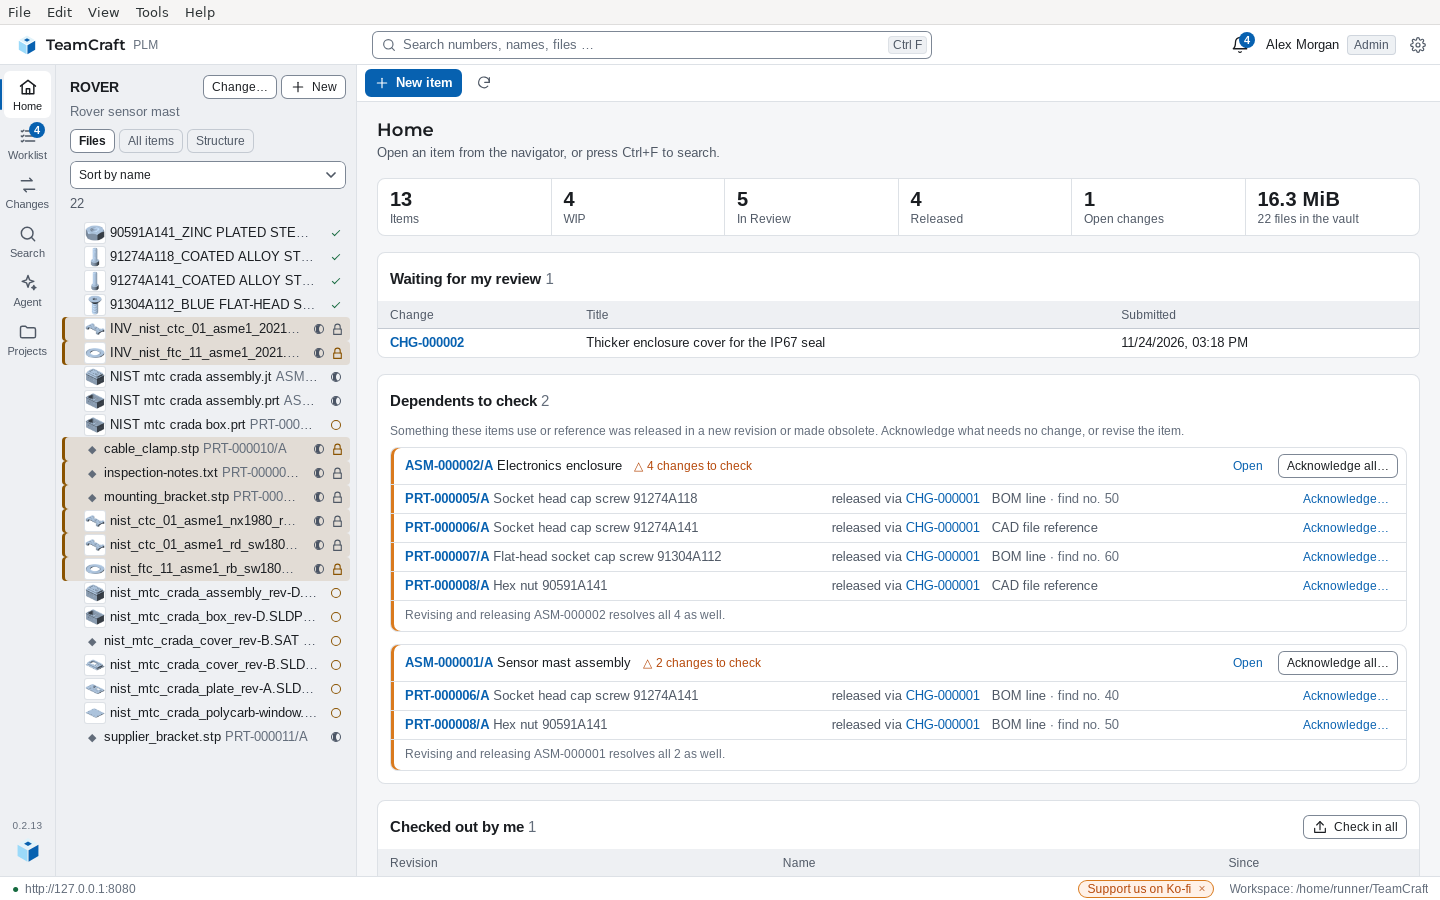 File Edit View Tools Help
TeamCraft PLM
Search numbers, names, files ... Ctrl F
4 Alex Morgan Admin
Home
4
Worklist
Changes
Search
Agent
Projects
0.2.13
ROVER Change... New
Rover sensor mast
Files All items Structure
Sort by name
22
90591A141_ZINC PLATED STE...
91274A118_COATED ALLOY ST...
91274A141_COATED ALLOY ST...
91304A112_BLUE FLAT-HEAD S...
INV_nist_ctc_01_asme1_2021...
INV_nist_ftc_11_asme1_2021....
NIST mtc crada assembly.jt ASM...
NIST mtc crada assembly.prt AS...
NIST mtc crada box.prt PRT-000...
cable_clamp.stp PRT-000010/A
inspection-notes.txt PRT-00000...
mounting_bracket.stp PRT-000...
nist_ctc_01_asme1_nx1980_r...
nist_ctc_01_asme1_rd_sw180...
nist_ftc_11_asme1_rb_sw180...
nist_mtc_crada_assembly_rev-D....
nist_mtc_crada_box_rev-D.SLDP...
nist_mtc_crada_cover_rev-B.SAT ...
nist_mtc_crada_cover_rev-B.SLD...
nist_mtc_crada_plate_rev-A.SLD...
nist_mtc_crada_polycarb-window....
supplier_bracket.stp PRT-000011/A
New item
Home
Open an item from the navigator, or press Ctrl+F to search.
13 4 5 4 1 16.3 MiB
Items WIP In Review Released Open changes 22 files in the vault
Waiting for my review 1
Change Title Submitted
CHG-000002 Thicker enclosure cover for the IP67 seal 11/24/2026, 03:18 PM
Dependents to check 2
Something these items use or reference was released in a new revision or made obsolete. Acknowledge what needs no change, or revise the item.
ASM-000002/A Electronics enclosure △ 4 changes to check Open Acknowledge all...
PRT-000005/A Socket head cap screw 91274A118 released via CHG-000001 BOM line · find no. 50 Acknowledge...
PRT-000006/A Socket head cap screw 91274A141 released via CHG-000001 CAD file reference Acknowledge...
PRT-000007/A Flat-head socket cap screw 91304A112 released via CHG-000001 BOM line · find no. 60 Acknowledge...
PRT-000008/A Hex nut 90591A141 released via CHG-000001 CAD file reference Acknowledge...
Revising and releasing ASM-000002 resolves all 4 as well.
ASM-000001/A Sensor mast assembly △ 2 changes to check Open Acknowledge all...
PRT-000006/A Socket head cap screw 91274A141 released via CHG-000001 BOM line · find no. 40 Acknowledge...
PRT-000008/A Hex nut 90591A141 released via CHG-000001 BOM line · find no. 50 Acknowledge...
Revising and releasing ASM-000001 resolves all 2 as well.
Checked out by me 1 Check in all
Revision Name Since
http://127.0.0.1:8080 Support us on Ko-fi × Workspace: /home/runner/TeamCraft